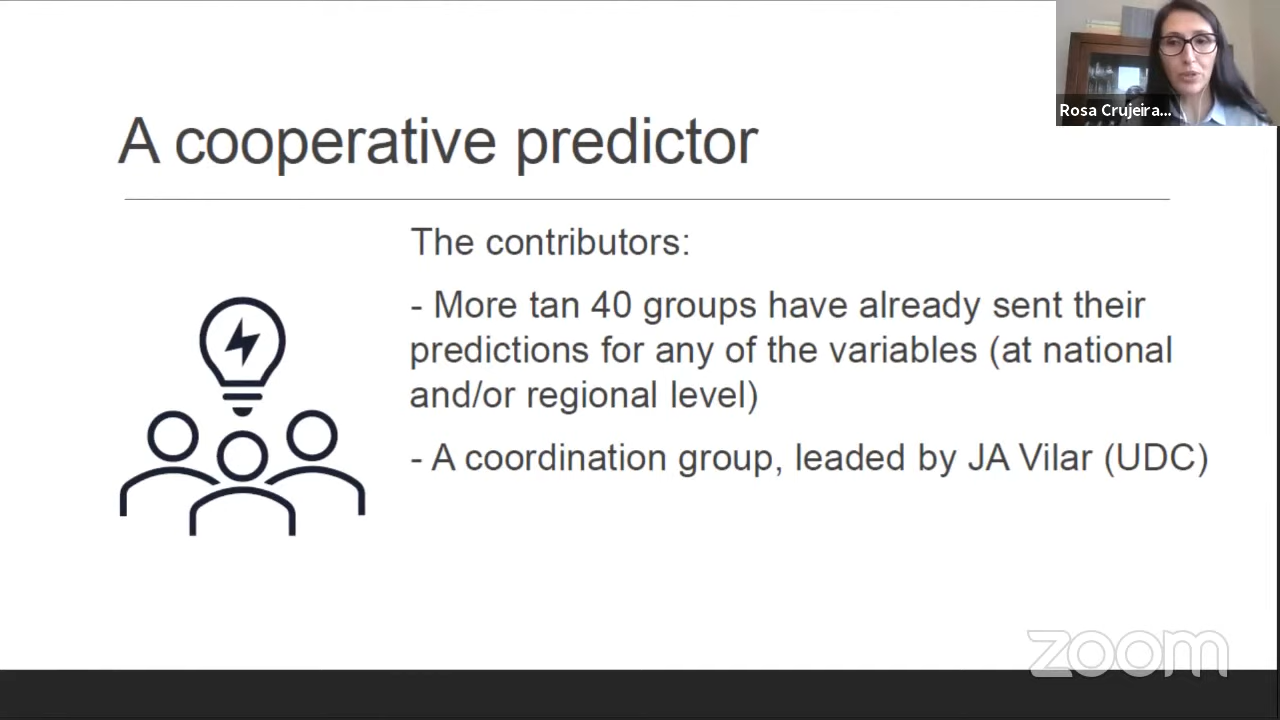 Rosa Crujeira...
A cooperative predictor
The contributors:
- More tan 40 groups have already sent their
predictions for any of the variables (at national
and/or regional level)
- A coordination group, leaded by JA Vilar (UDC)
zoom